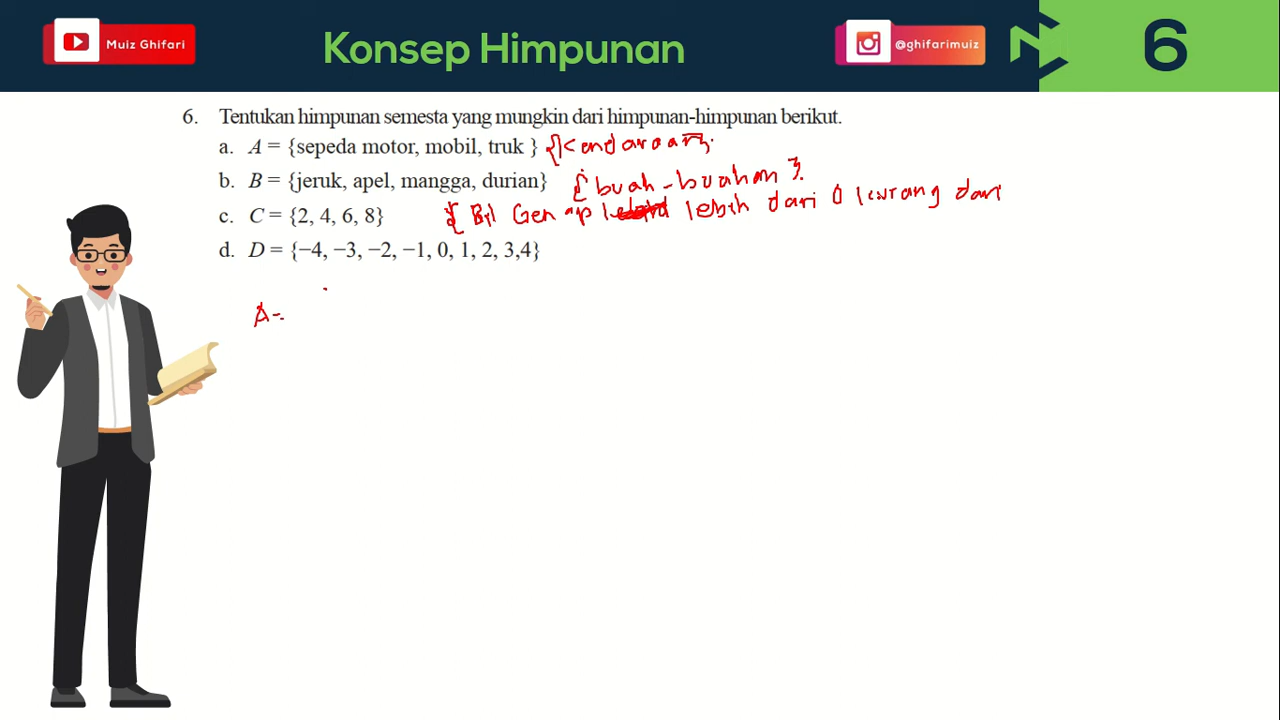 Muiz Ghifari
Konsep Himpunan
@ghifarimuiz
6
6. Tentukan himpunan semesta yang mungkin dari himpunan-himpunan berikut.
a. A = {sepeda motor, mobil, truk } {Kendaraan}.
b. B = {jeruk, apel, mangga, durian} {buah-buahan}.
c. C = {2, 4, 6, 8} {Bil Genap lebih dari 0 kurang dari
d. D = {−4, −3, −2, −1, 0, 1, 2, 3,4}
A=